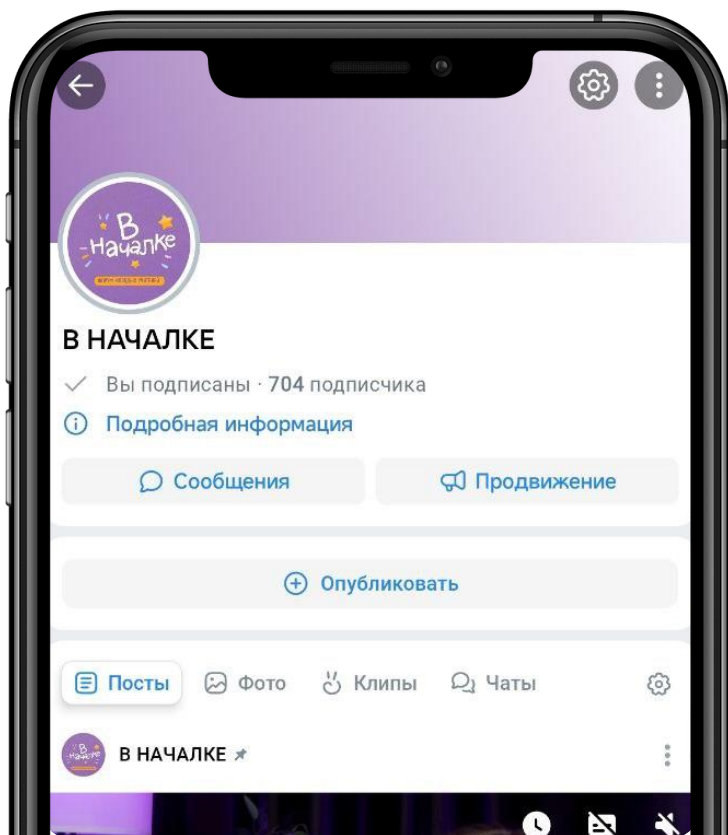 В
Началке
В НАЧАЛКЕ
Вы подписаны · 704 подписчика
Подробная информация
Сообщения
Продвижение
Опубликовать
Посты Фото Клипы Чаты
В НАЧАЛКЕ